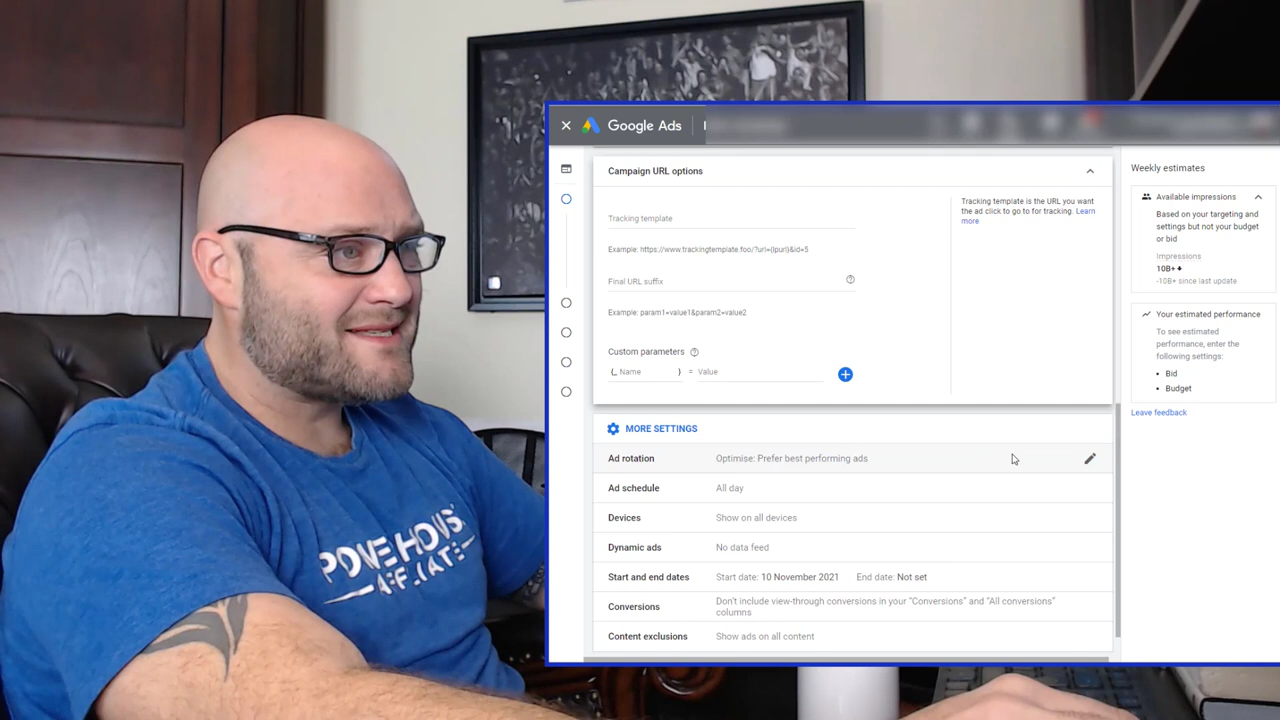 Google Ads
Campaign URL options
Tracking template
Example: https://www.trackingtemplate.foo/?url={lpurl}&id=5
Final URL suffix
Example: param1=value1&param2=value2
Custom parameters
{_ Name } = Value
Tracking template is the URL you want
the ad click to go to for tracking. Learn
more
MORE SETTINGS
Ad rotation Optimise: Prefer best performing ads
Ad schedule All day
Devices Show on all devices
Dynamic ads No data feed
Start and end dates Start date: 10 November 2021 End date: Not set
Conversions Don't include view-through conversions in your "Conversions" and "All conversions"
columns
Content exclusions Show ads on all content
Weekly estimates
Available impressions
Based on your targeting and
settings but not your budget
or bid
Impressions
10B+
-10B+ since last update
Your estimated performance
To see estimated
performance, enter the
following settings:
• Bid
• Budget
Leave feedback
POWERHOUSE
AFFILIATE